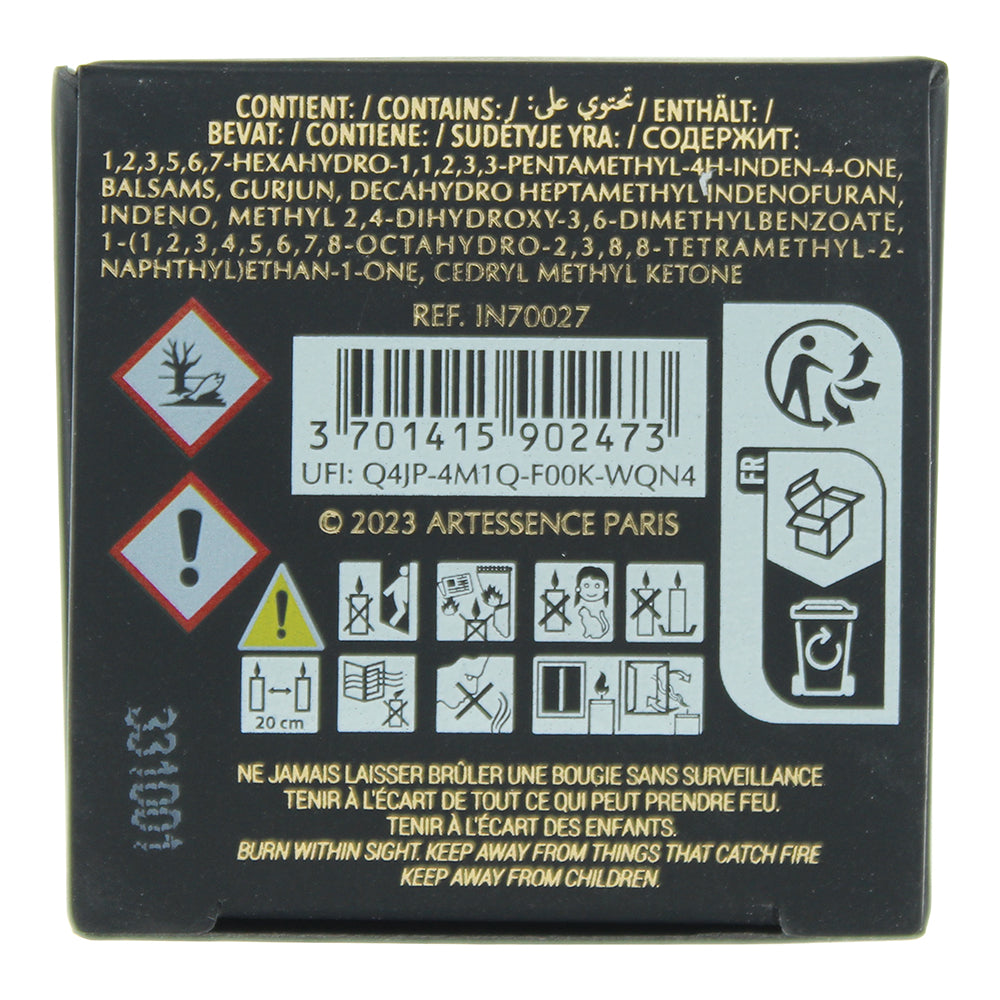 CONTIENT: / CONTAINS: / تحتوي على: / ENTHÄLT: /
BEVAT: / CONTIENE: / SUDĖTYJE YRA: / СОДЕРЖИТ:
1,2,3,5,6,7-HEXAHYDRO-1,1,2,3,3-PENTAMETHYL-4H-INDEN-4-ONE,
BALSAMS, GURJUN, DECAHYDRO HEPTAMETHYL INDENOFURAN,
INDENO, METHYL 2,4-DIHYDROXY-3,6-DIMETHYLBENZOATE,
1-(1,2,3,4,5,6,7,8-OCTAHYDRO-2,3,8,8-TETRAMETHYL-2-
NAPHTHYL)ETHAN-1-ONE, CEDRYL METHYL KETONE
REF. IN70027
3 701415 902473
UFI: Q4JP-4M1Q-F00K-WQN4
© 2023 ARTESSENCE PARIS
FR
20 cm
NE JAMAIS LAISSER BRÛLER UNE BOUGIE SANS SURVEILLANCE
TENIR À L'ÉCART DE TOUT CE QUI PEUT PRENDRE FEU.
TENIR À L'ÉCART DES ENFANTS.
BURN WITHIN SIGHT. KEEP AWAY FROM THINGS THAT CATCH FIRE
KEEP AWAY FROM CHILDREN.